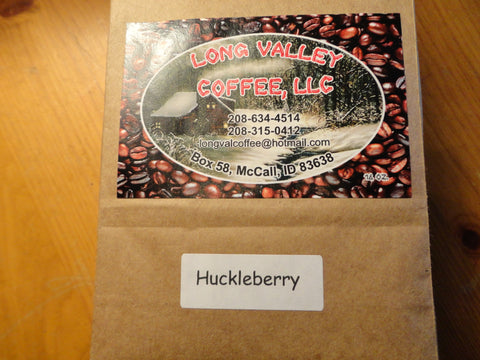 LONG VALLEY
COFFEE, LLC
208-634-4514
208-315-0412
longvalcoffee@hotmail.com
Box 58, McCall, ID 83638
16 OZ.
Huckleberry